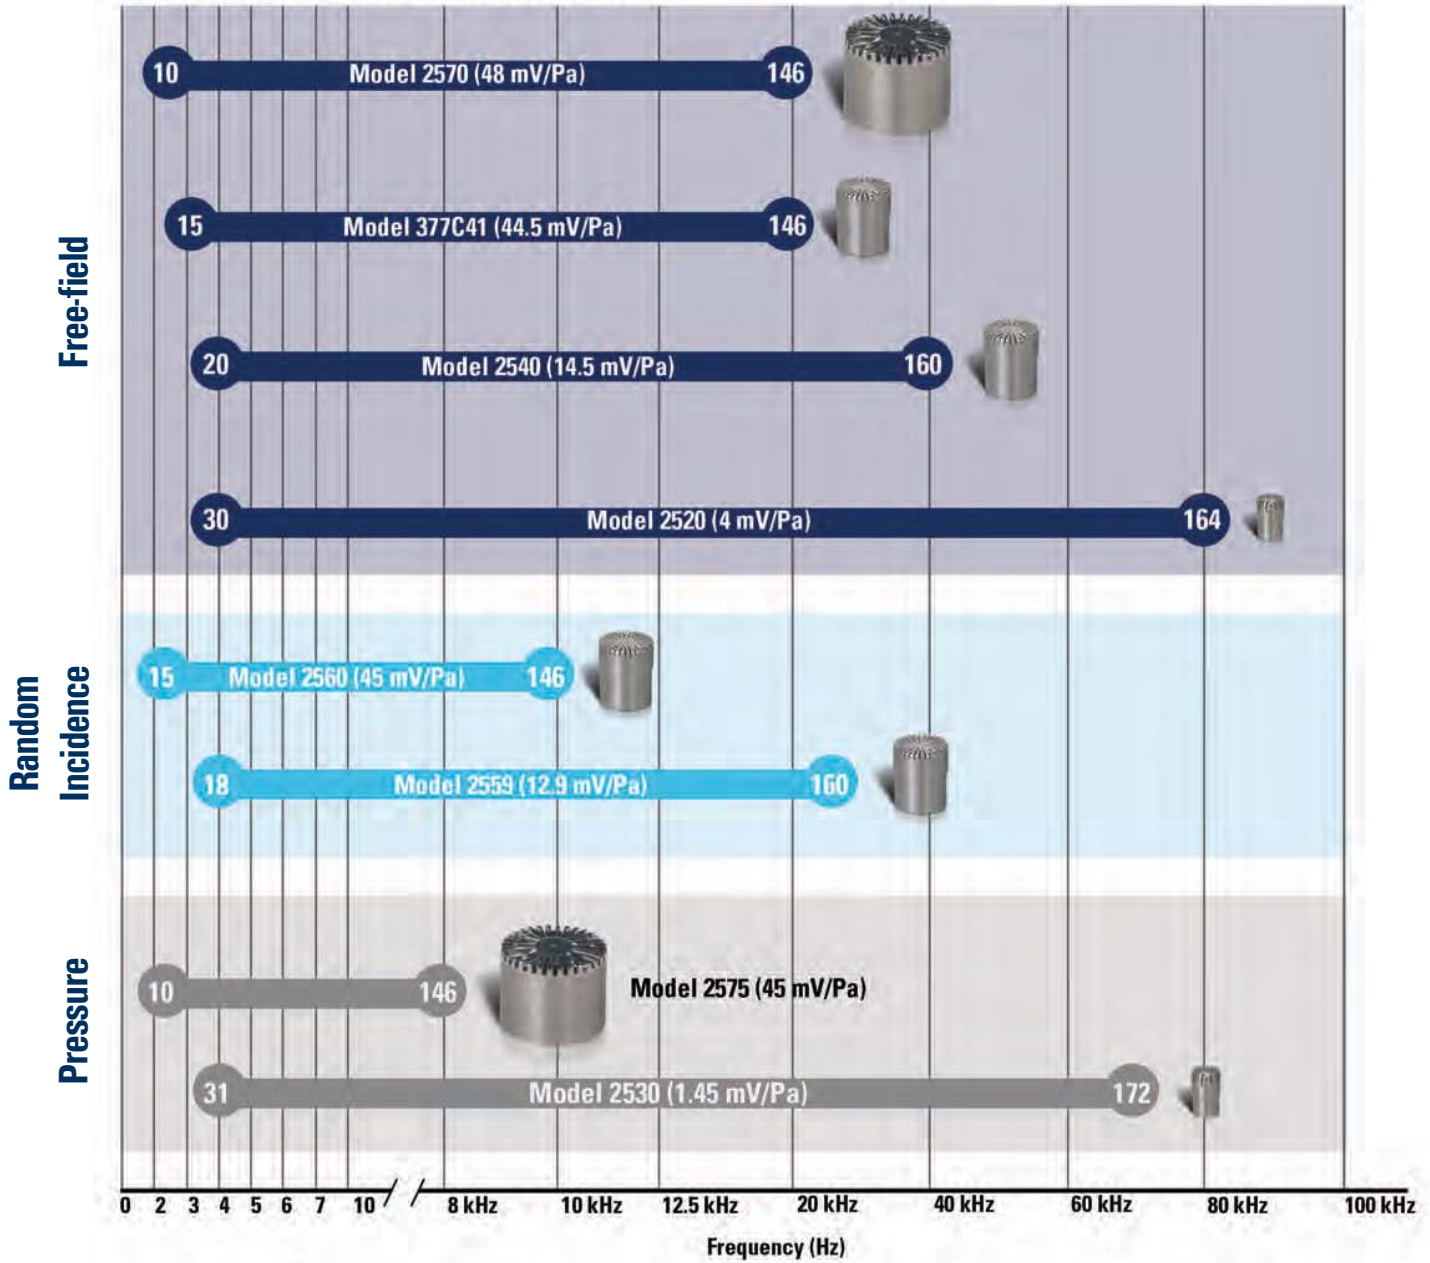 Free-field
10 Model 2570 (48 mV/Pa) 146
15 Model 377C41 (44.5 mV/Pa) 146
20 Model 2540 (14.5 mV/Pa) 160
30 Model 2520 (4 mV/Pa) 164
Random
Incidence
15 Model 2560 (45 mV/Pa) 146
18 Model 2559 (12.9 mV/Pa) 160
Pressure
10 146 Model 2575 (45 mV/Pa)
31 Model 2530 (1.45 mV/Pa) 172
0 2 3 4 5 6 7 10 / / 8 kHz 10 kHz 12.5 kHz 20 kHz 40 kHz 60 kHz 80 kHz 100 kHz
Frequency (Hz)